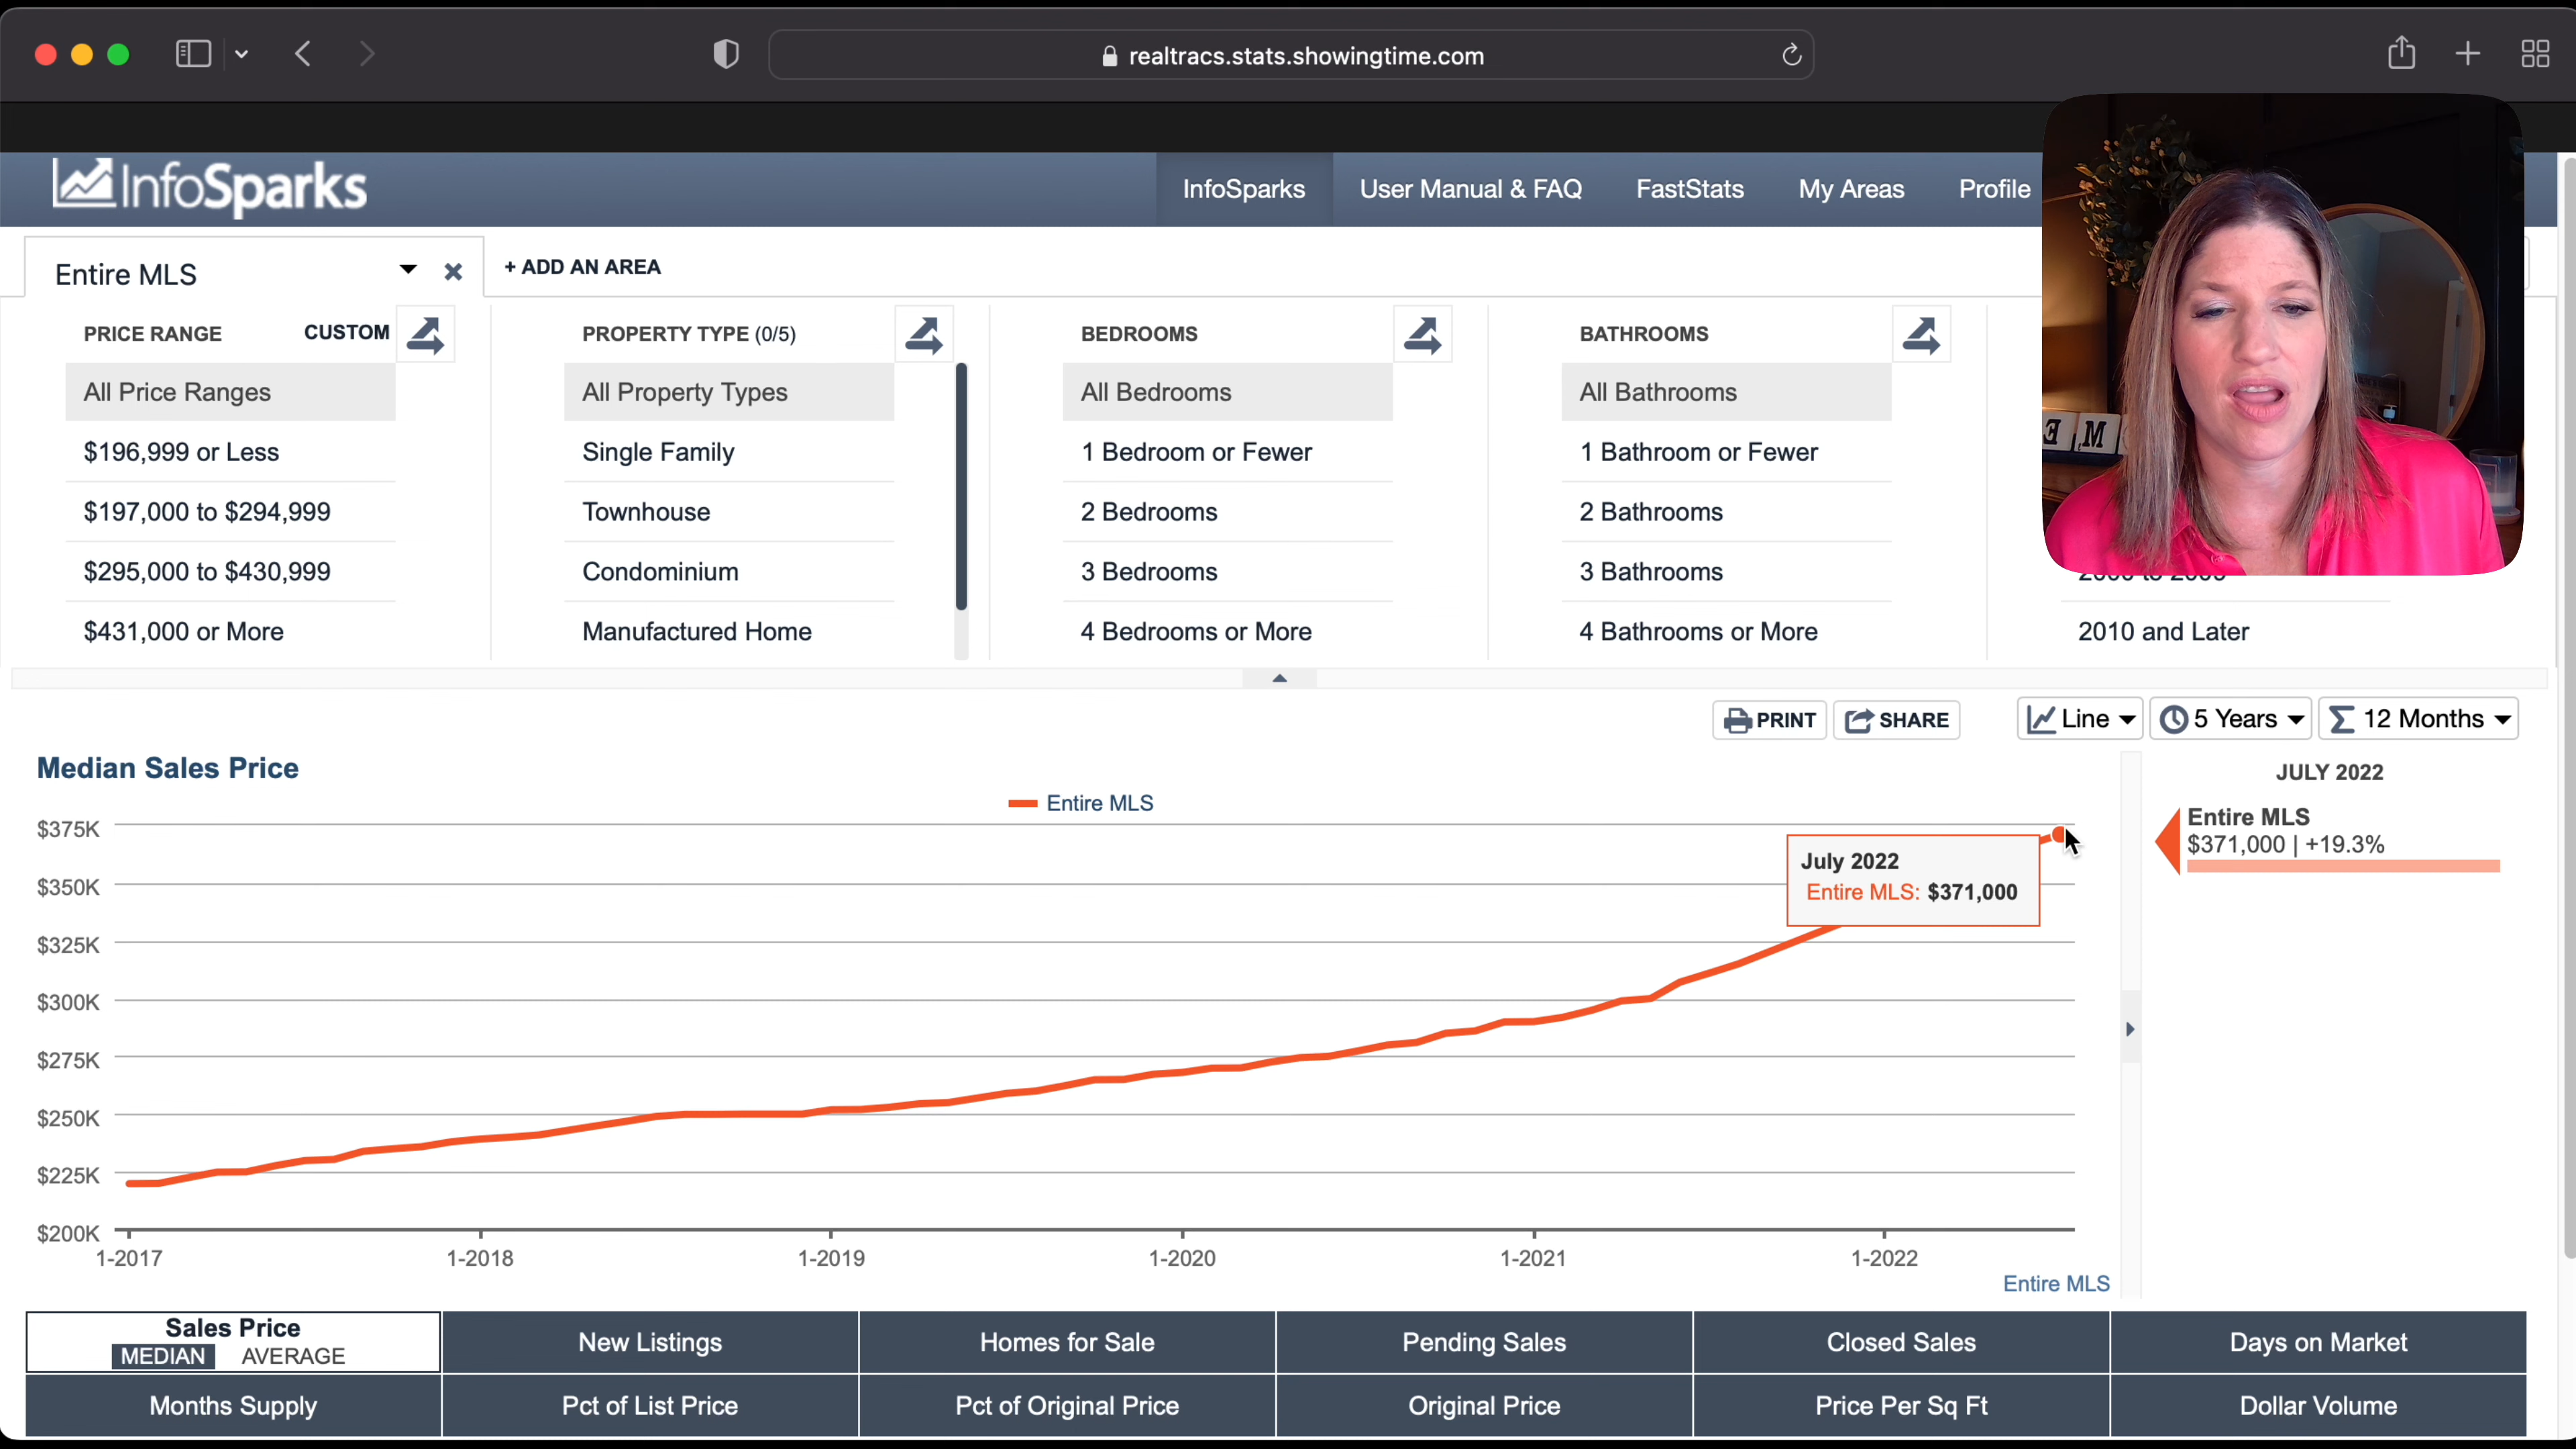 realtracs.stats.showingtime.com
InfoSparks
InfoSparks User Manual & FAQ FastStats My Areas Profile
Entire MLS
+ ADD AN AREA
PRICE RANGE CUSTOM
All Price Ranges
$196,999 or Less
$197,000 to $294,999
$295,000 to $430,999
$431,000 or More
PROPERTY TYPE (0/5)
All Property Types
Single Family
Townhouse
Condominium
Manufactured Home
BEDROOMS
All Bedrooms
1 Bedroom or Fewer
2 Bedrooms
3 Bedrooms
4 Bedrooms or More
BATHROOMS
All Bathrooms
1 Bathroom or Fewer
2 Bathrooms
3 Bathrooms
4 Bathrooms or More
2010 and Later
M E
PRINT SHARE Line 5 Years 12 Months
Median Sales Price
Entire MLS
$375K
$350K
$325K
$300K
$275K
$250K
$225K
$200K
July 2022
Entire MLS: $371,000
1-2017 1-2018 1-2019 1-2020 1-2021 1-2022
Entire MLS
JULY 2022
Entire MLS
$371,000 | +19.3%
Sales Price
MEDIAN AVERAGE
New Listings
Homes for Sale
Pending Sales
Closed Sales
Days on Market
Months Supply
Pct of List Price
Pct of Original Price
Original Price
Price Per Sq Ft
Dollar Volume